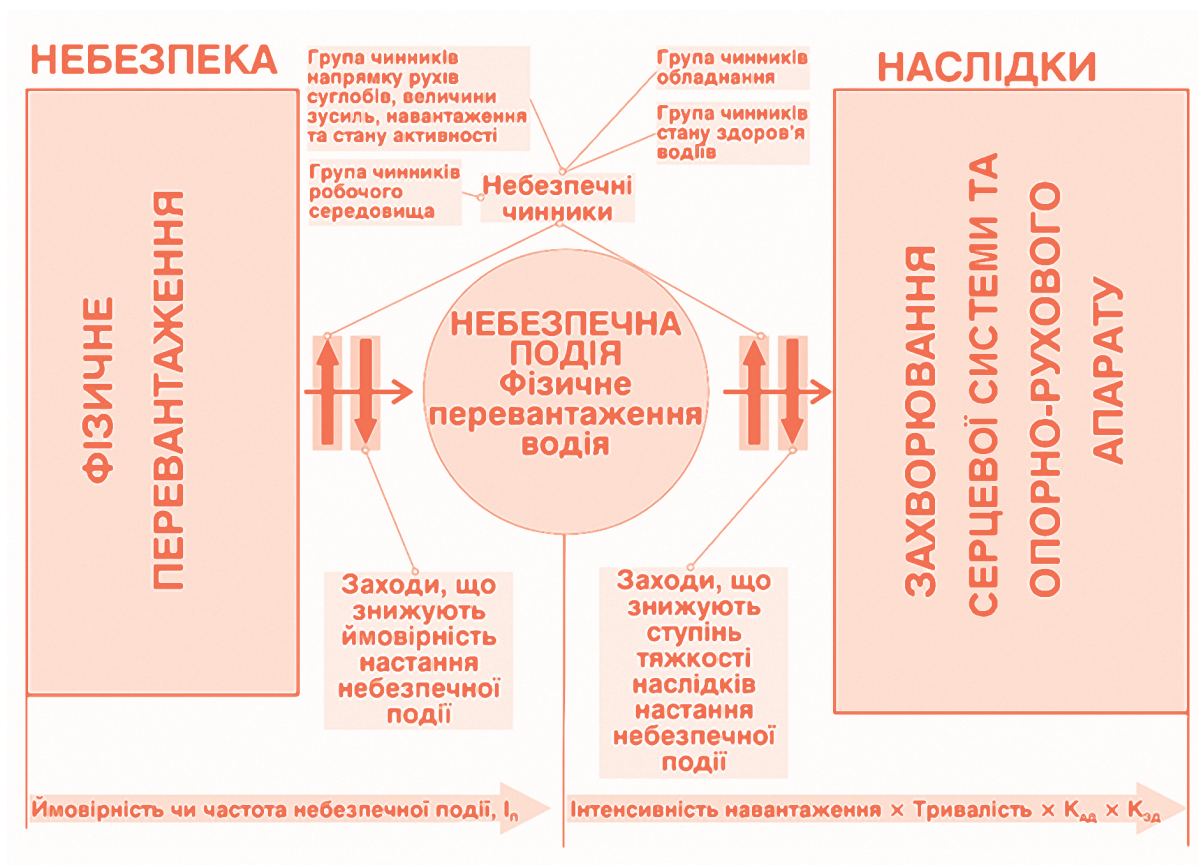 НЕБЕЗПЕКА
ФІЗИЧНЕ
ПЕРЕВАНТАЖЕННЯ
Група чинників
напрямку рухів
суглобів, величини
зусиль, навантаження
та стану активності
Група чинників
обладнання
Група чинників
стану здоров'я
водіїв
Група чинників
робочого
середовища
Небезпечні
чинники
НЕБЕЗПЕЧНА
ПОДІЯ
Фізичне
перевантаження
водія
НАСЛІДКИ
ЗАХВОРЮВАННЯ
СЕРЦЕВОЇ СИСТЕМИ ТА
ОПОРНО-РУХОВОГО
АПАРАТУ
Заходи, що
знижують
ймовірність
настання
небезпечної
події
Заходи, що
знижують
ступінь
тяжкості
наслідків
настання
небезпечної
події
Ймовірність чи частота небезпечної події, Iп
Інтенсивність навантаження × Тривалість × Кад × Кэд